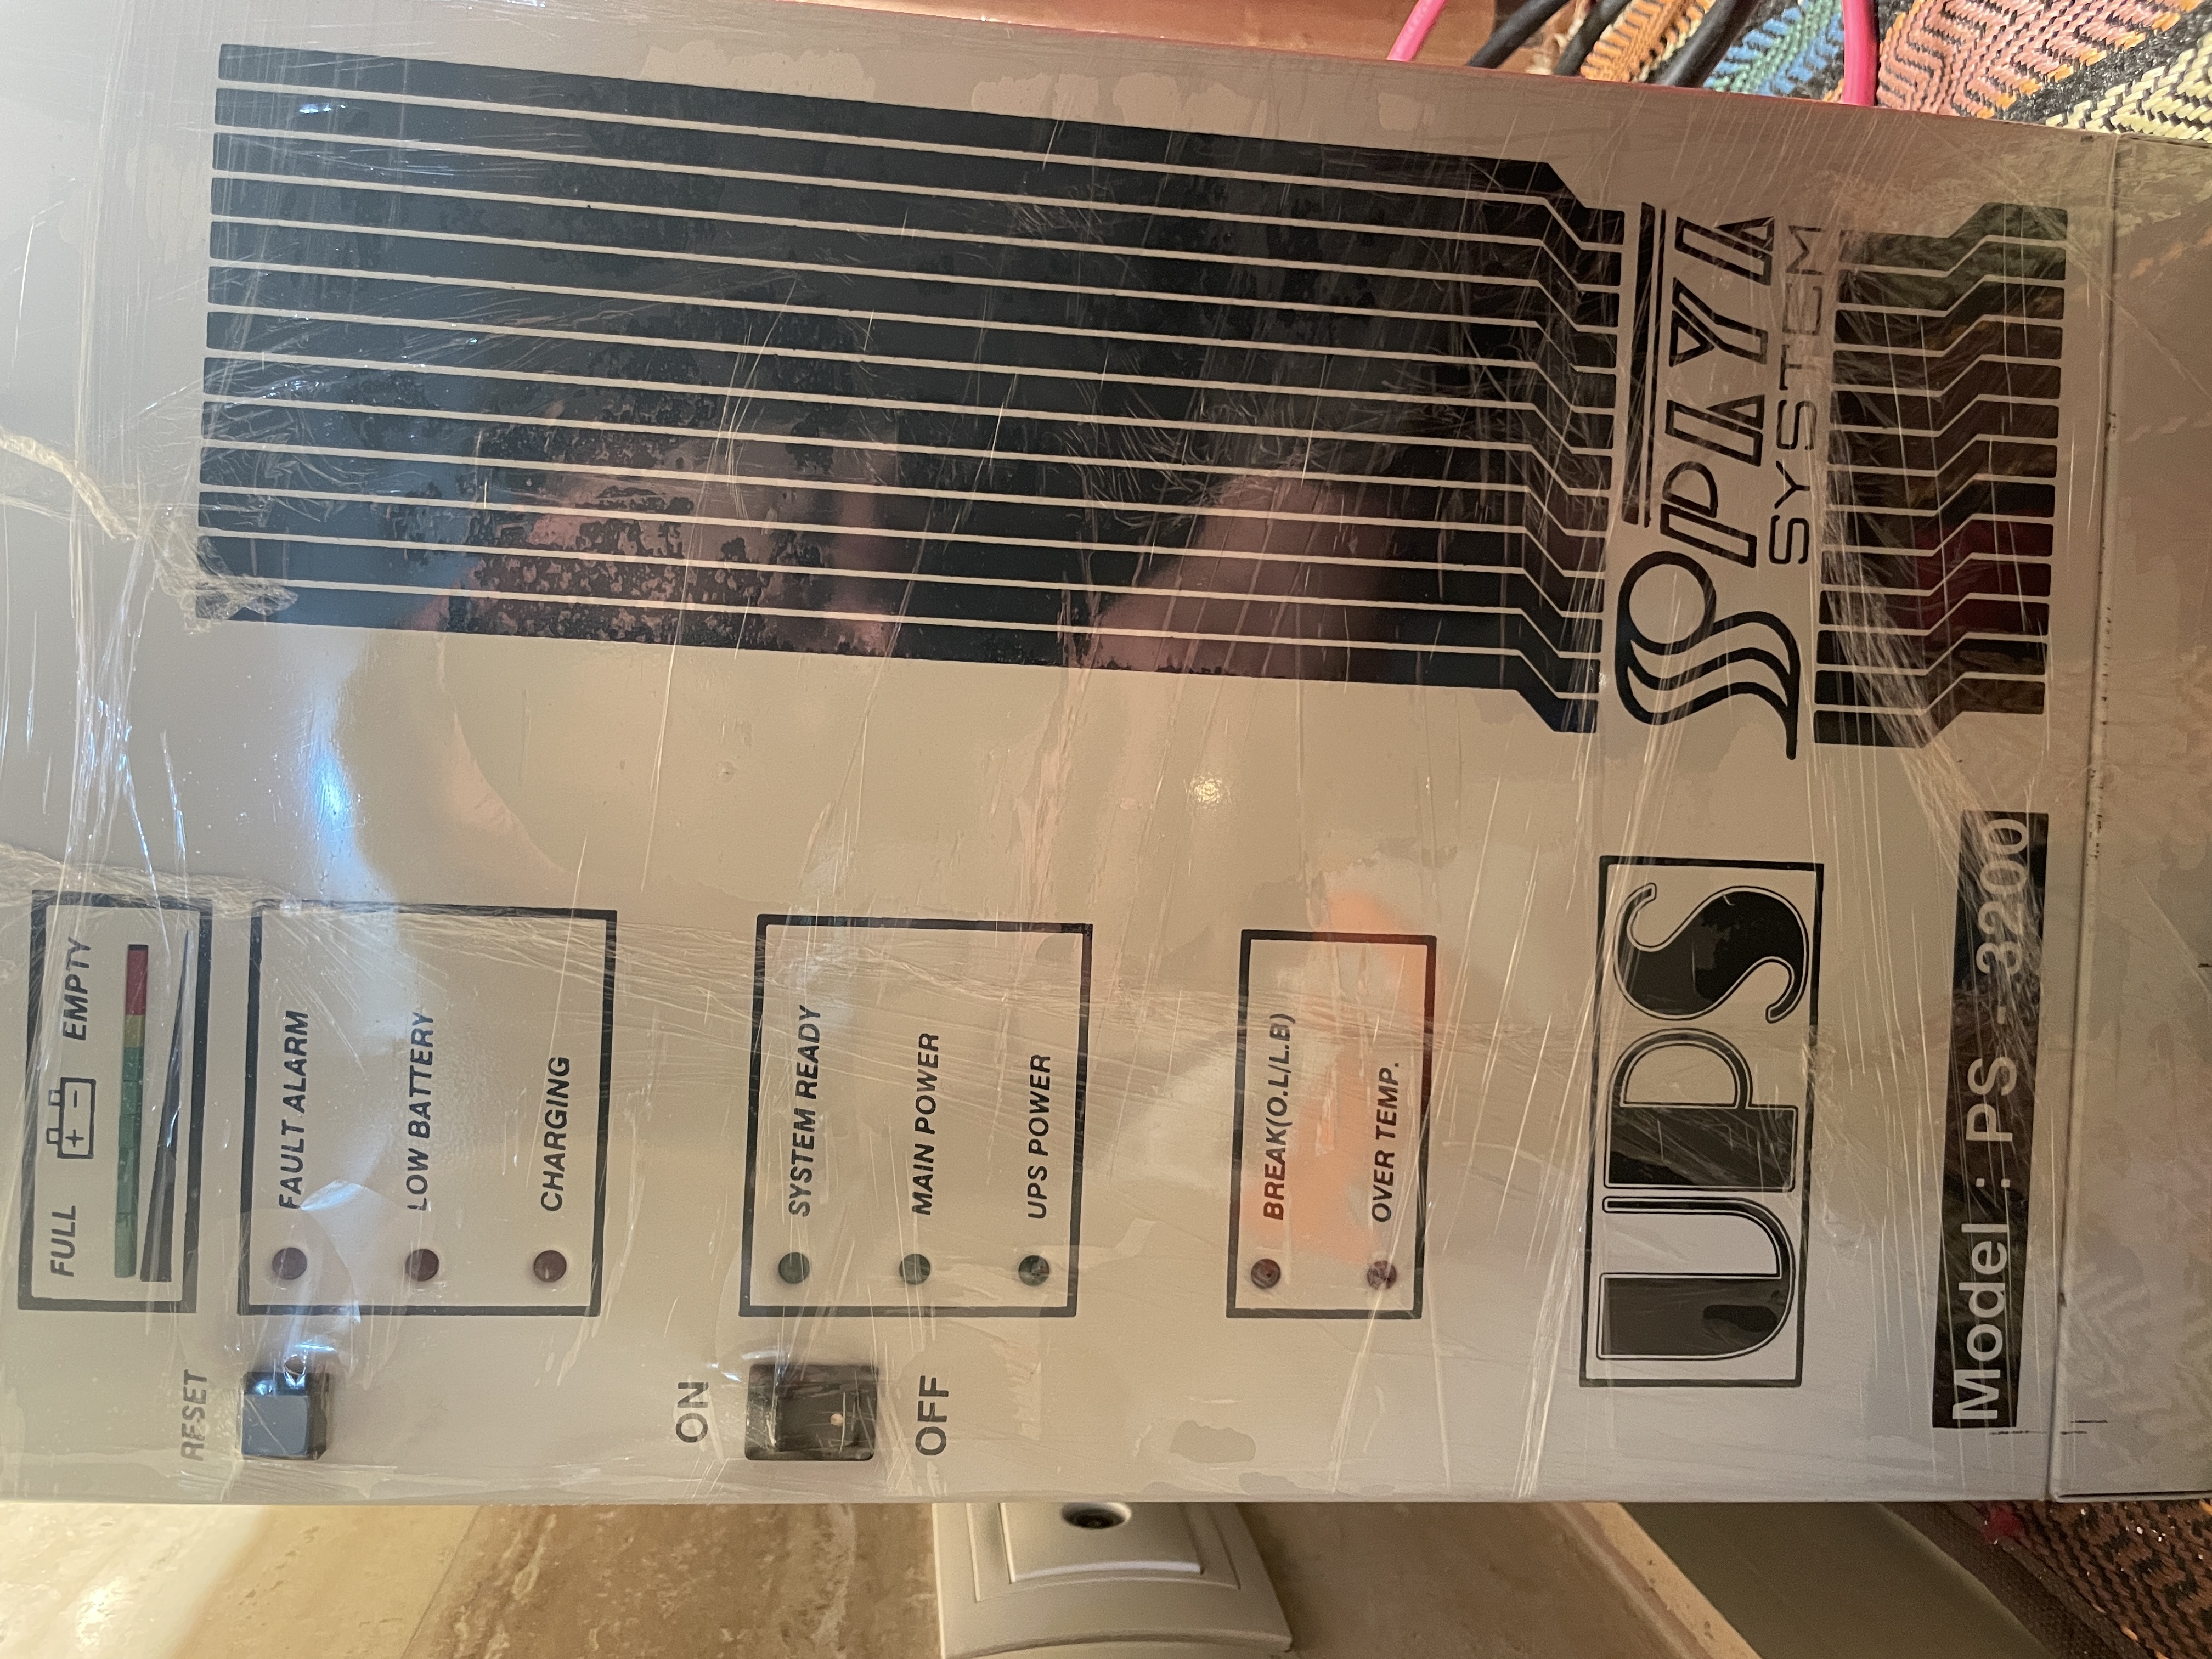 FULL + - EMPTY
RESET
FAULT ALARM
LOW BATTERY
CHARGING
ON
OFF
SYSTEM READY
MAIN POWER
UPS POWER
BREAK(O.L/L.B)
OVER TEMP.
PAYA
SYSTEM
UPS
Model : PS - 3200